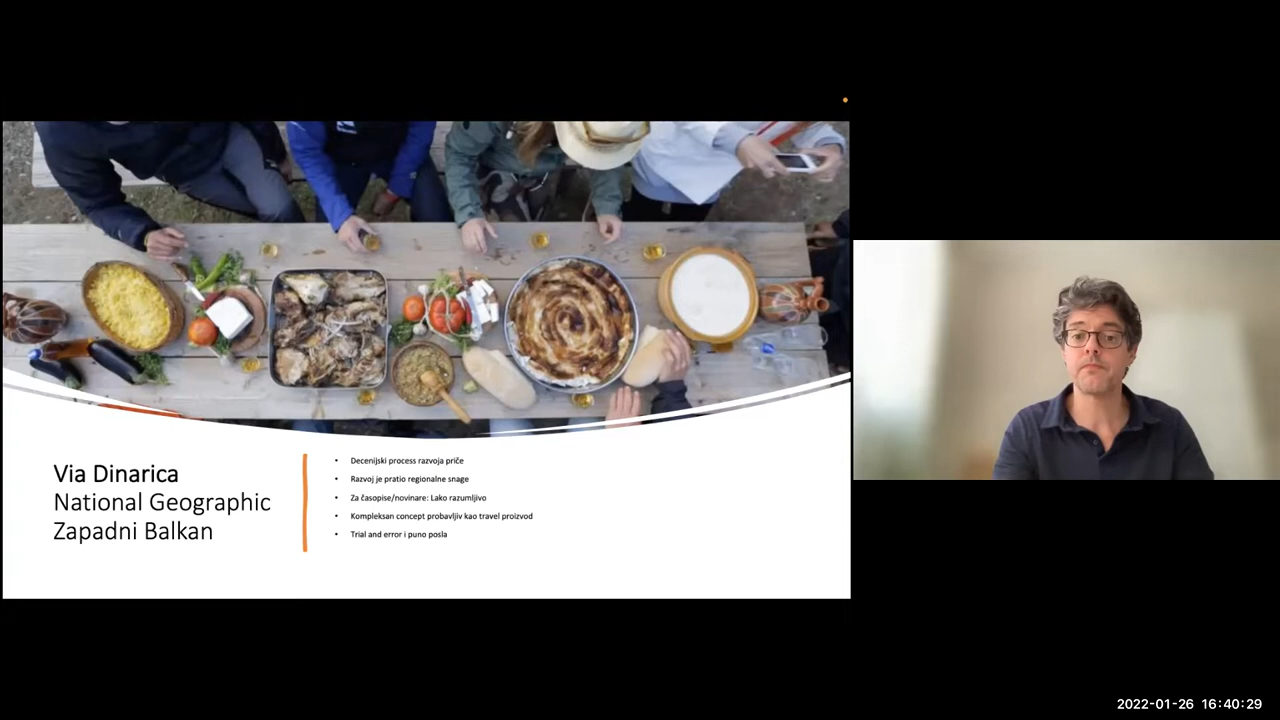 Via Dinarica
National Geographic
Zapadni Balkan
• Decenijski process razvoja priče
• Razvoj je pratio regionalne snage
• Za časopise/novinare: Lako razumljivo
• Kompleksan concept probavljiv kao travel proizvod
• Trial and error i puno posla
2022-01-26 16:40:29